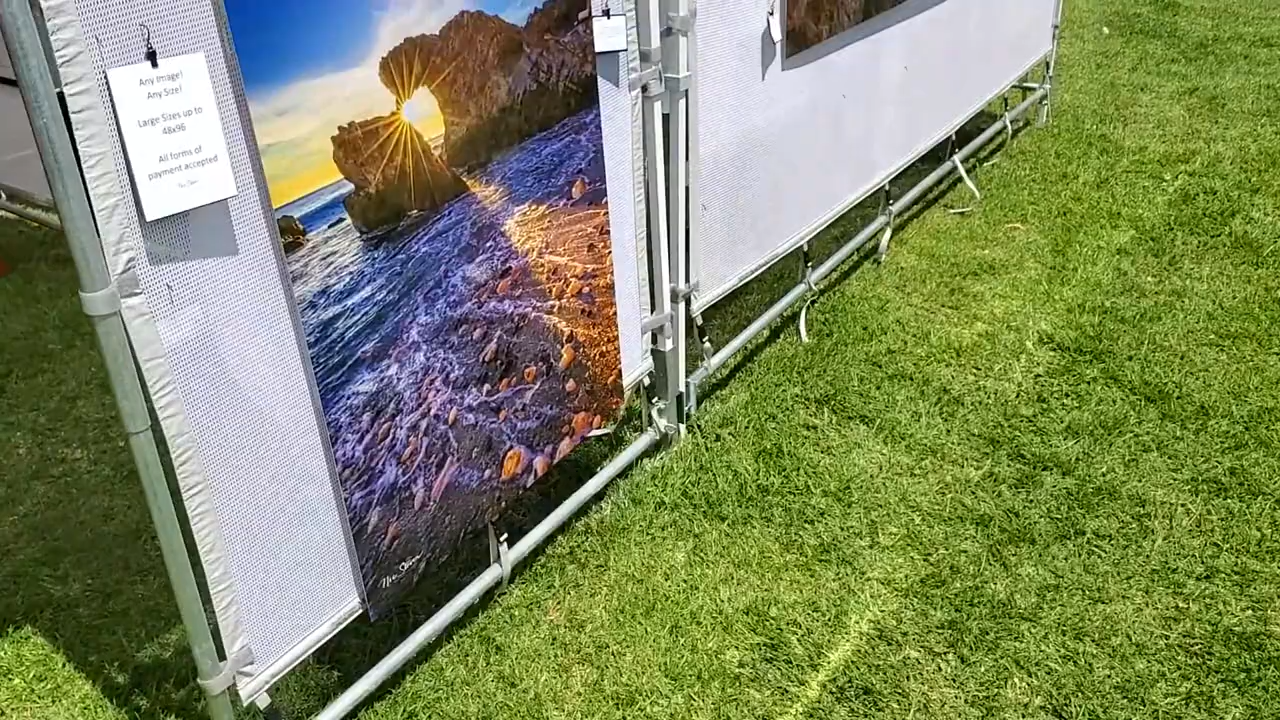 Any Image!
Any Size!
Large Sizes up to
48x96
All forms of
payment accepted